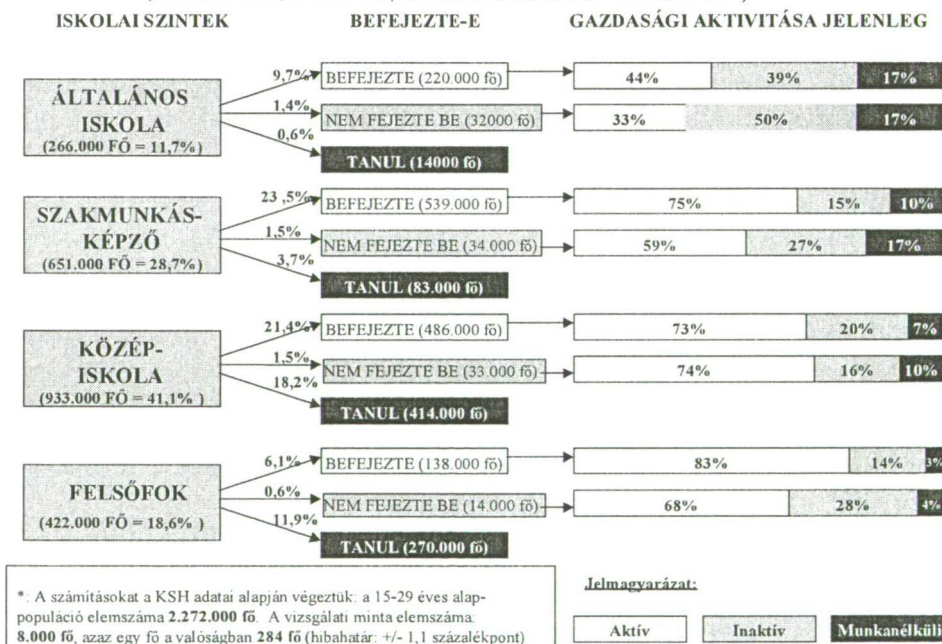 ISKOLAI SZINTEK BEFEJEZTE-E GAZDASÁGI AKTIVITÁSA JELENLEG
ÁLTALÁNOS
ISKOLA
(266.000 FŐ = 11,7%)
9,7%
BEFEJEZTE (220.000 fő)
44% 39% 17%
1,4%
NEM FEJEZTE BE (32000 fő)
33% 50% 17%
0,6%
TANUL (14000 fő)
SZAKMUNKÁS-
KÉPZŐ
(651.000 FŐ = 28,7%)
23 ,5%
BEFEJEZTE (539.000 fő)
75% 15% 10%
1,5%
NEM FEJEZTE BE (34.000 fő)
59% 27% 17%
3,7%
TANUL (83.000 fő)
KÖZÉP-
ISKOLA
(933.000 FŐ = 41,1%)
21,4%
BEFEJEZTE (486.000 fő)
73% 20% 7%
1,5%
NEM FEJEZTE BE (33.000 fő)
74% 16% 10%
18,2%
TANUL (414.000 fő)
FELSŐFOK
(422.000 FŐ = 18,6% )
6,1%
BEFEJEZTE (138.000 fő)
83% 14% 3%
0,6%
NEM FEJEZTE BE (14.000 fő)
68% 28% 4%
11,9%
TANUL (270.000 fő)
*: A számításokat a KSH adatai alapján végeztük: a 15-29 éves alap-
populáció elemszáma 2.272.000 fő. A vizsgálati minta elemszáma:
8.000 fő, azaz egy fő a valóságban 284 fő (hibahatár: +/- 1,1 százalékpont)
Jelmagyarázat:
Aktív Inaktív Munkanélküli